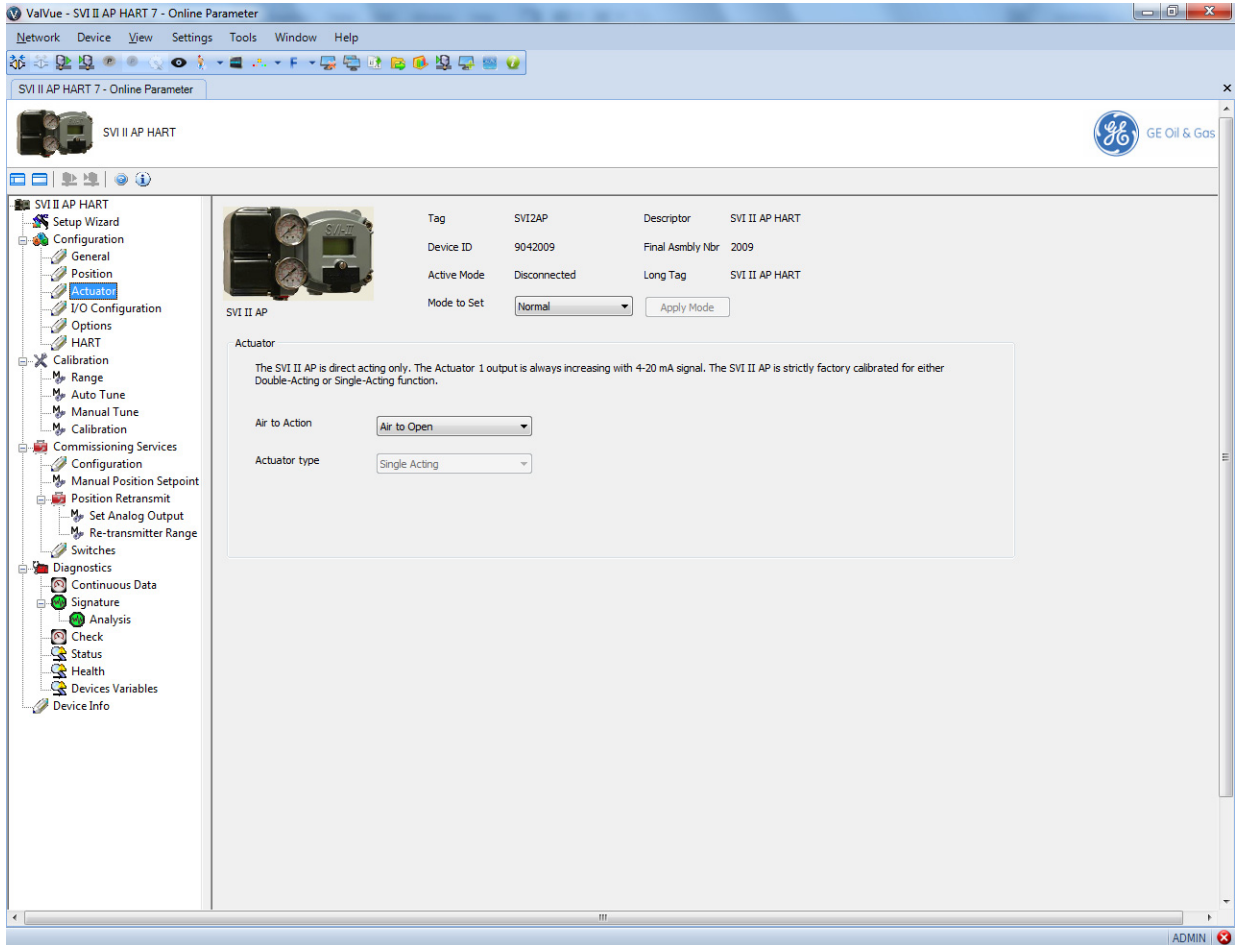 ValVue - SVI II AP HART 7 - Online Parameter
Network Device View Settings Tools Window Help
SVI II AP HART 7 - Online Parameter
SVI II AP HART
GE Oil & Gas
SVI II AP HART
Setup Wizard
Configuration
General
Position
Actuator
I/O Configuration
Options
HART
Calibration
Range
Auto Tune
Manual Tune
Calibration
Commissioning Services
Configuration
Manual Position Setpoint
Position Retransmit
Set Analog Output
Re-transmitter Range
Switches
Diagnostics
Continuous Data
Signature
Analysis
Check
Status
Health
Devices Variables
Device Info
SVI-II
SVI II AP
Tag SVI2AP Descriptor SVI II AP HART
Device ID 9042009 Final Asmbly Nbr 2009
Active Mode Disconnected Long Tag SVI II AP HART
Mode to Set Normal Apply Mode
Actuator
The SVI II AP is direct acting only. The Actuator 1 output is always increasing with 4-20 mA signal. The SVI II AP is strictly factory calibrated for either
Double-Acting or Single-Acting function.
Air to Action Air to Open
Actuator type Single Acting
ADMIN